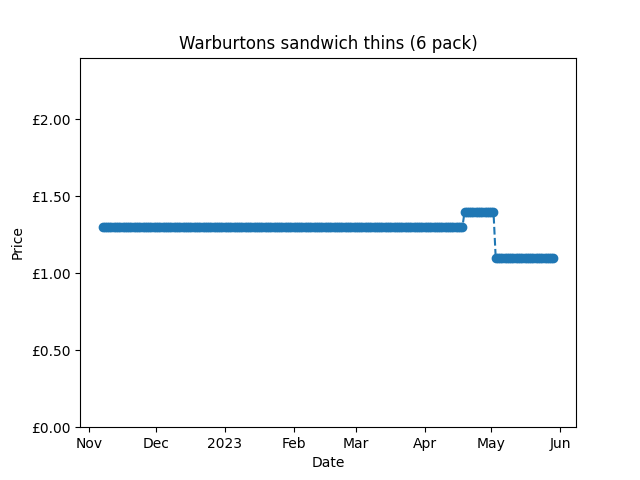 Warburtons sandwich thins (6 pack)
£2.00
£1.50
£1.00
£0.50
£0.00
Price
Nov Dec 2023 Feb Mar Apr May Jun
Date